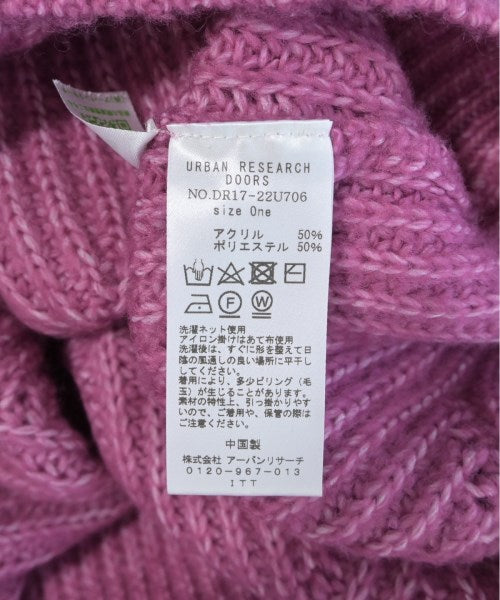 URBAN RESEARCH
DOORS
NO.DR17-22U706
size One
アクリル 50%
ポリエステル 50%
F
W
洗濯ネット使用
アイロン掛けはあて布使用
洗濯後は、すぐに形を整えて日
陰の風通しの良い場所に平干し
してください。
着用により、多少ピリング(毛
玉)が生じることがあります。
素材の特性上、引っ掛かりやす
いので、ご着用や、保管の際は
ご注意ください。
中国製
株式会社 アーバンリサーチ
0120-967-013
ITT